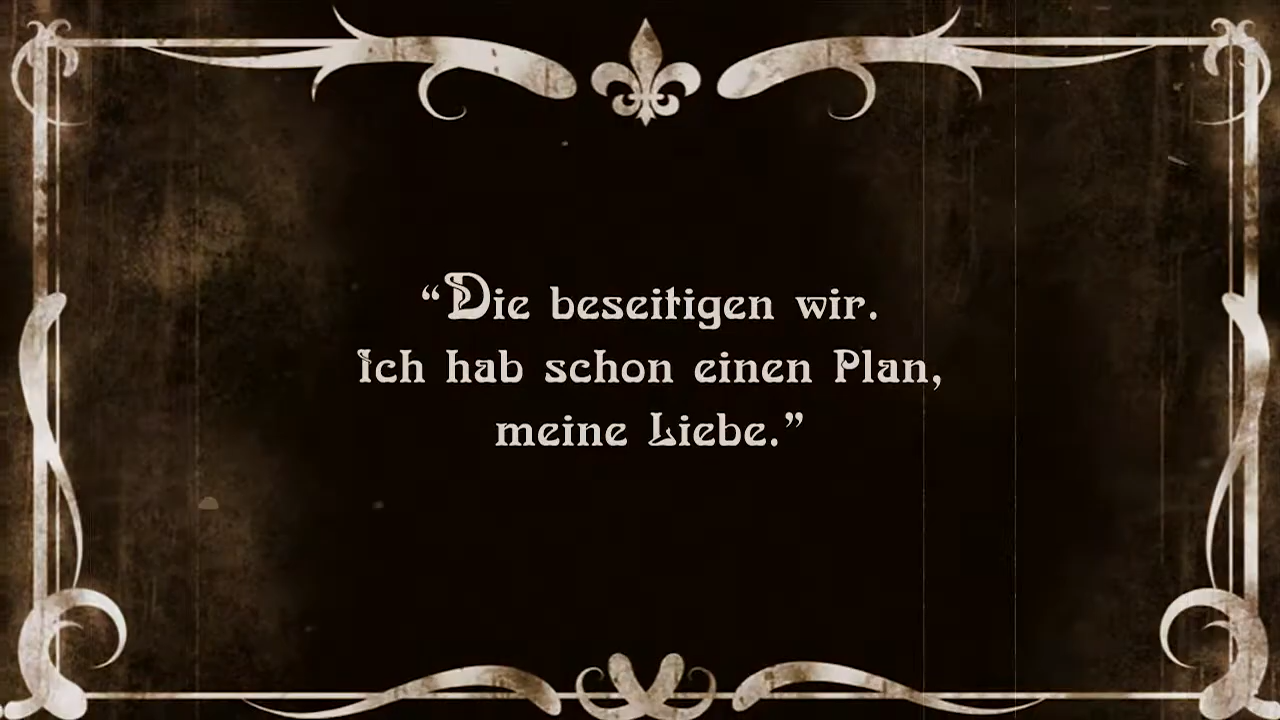 “Die beseitigen wir.
Ich hab schon einen Plan,
meine Liebe.”